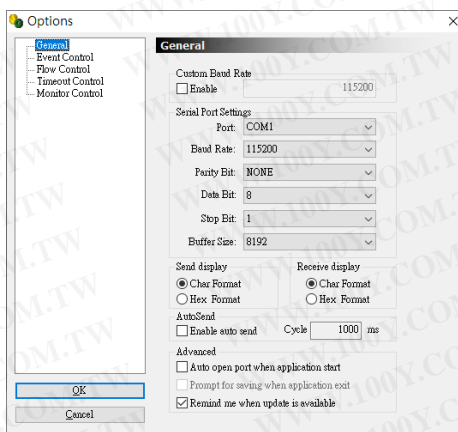 Options
General
Event Control
Flow Control
Timeout Control
Monitor Control
OK
Cancel
General
Custom Baud Rate
Enable 115200
Serial Port Settings
Port: COM1
Baud Rate: 115200
Parity Bit: NONE
Data Bit: 8
Stop Bit: 1
Buffer Size: 8192
Send display
Char Format
Hex Format
Receive display
Char Format
Hex Format
AutoSend
Enable auto send Cycle 1000 ms
Advanced
Auto open port when application start
Prompt for saving when application exit
Remind me when update is available
WWW.100Y.COM.TW